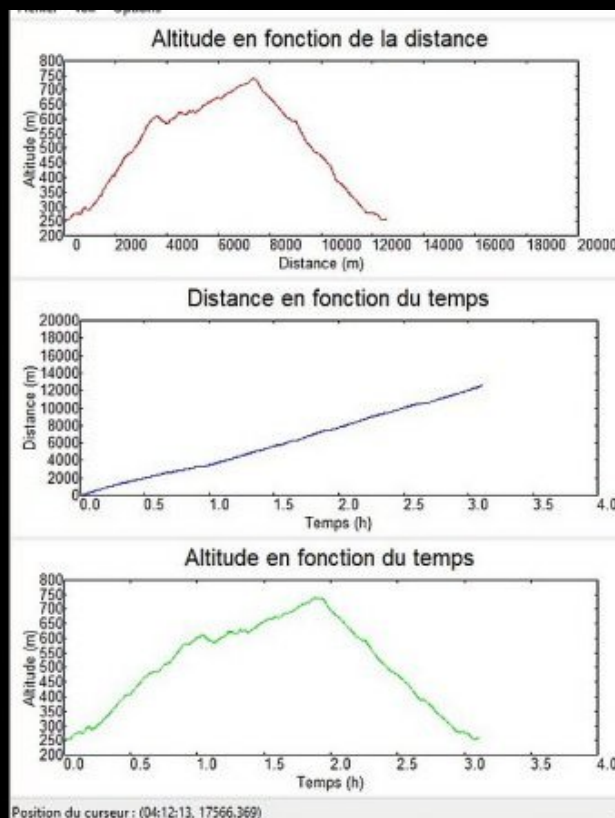 Altitude en fonction de la distance
800
750
700
650
600
550
500
450
400
350
300
250
200
Altitude (m)
0 2000 4000 6000 8000 10000 12000 14000 16000 18000 20000
Distance (m)
Distance en fonction du temps
20000
18000
16000
14000
12000
10000
8000
6000
4000
2000
0
Distance (m)
0.0 0.5 1.0 1.5 2.0 2.5 3.0 3.5 4.0
Temps (h)
Altitude en fonction du temps
800
750
700
650
600
550
500
450
400
350
300
250
200
Altitude (m)
0.0 0.5 1.0 1.5 2.0 2.5 3.0 3.5 4.0
Temps (h)
Position du curseur : (04:12:13, 17566.369)